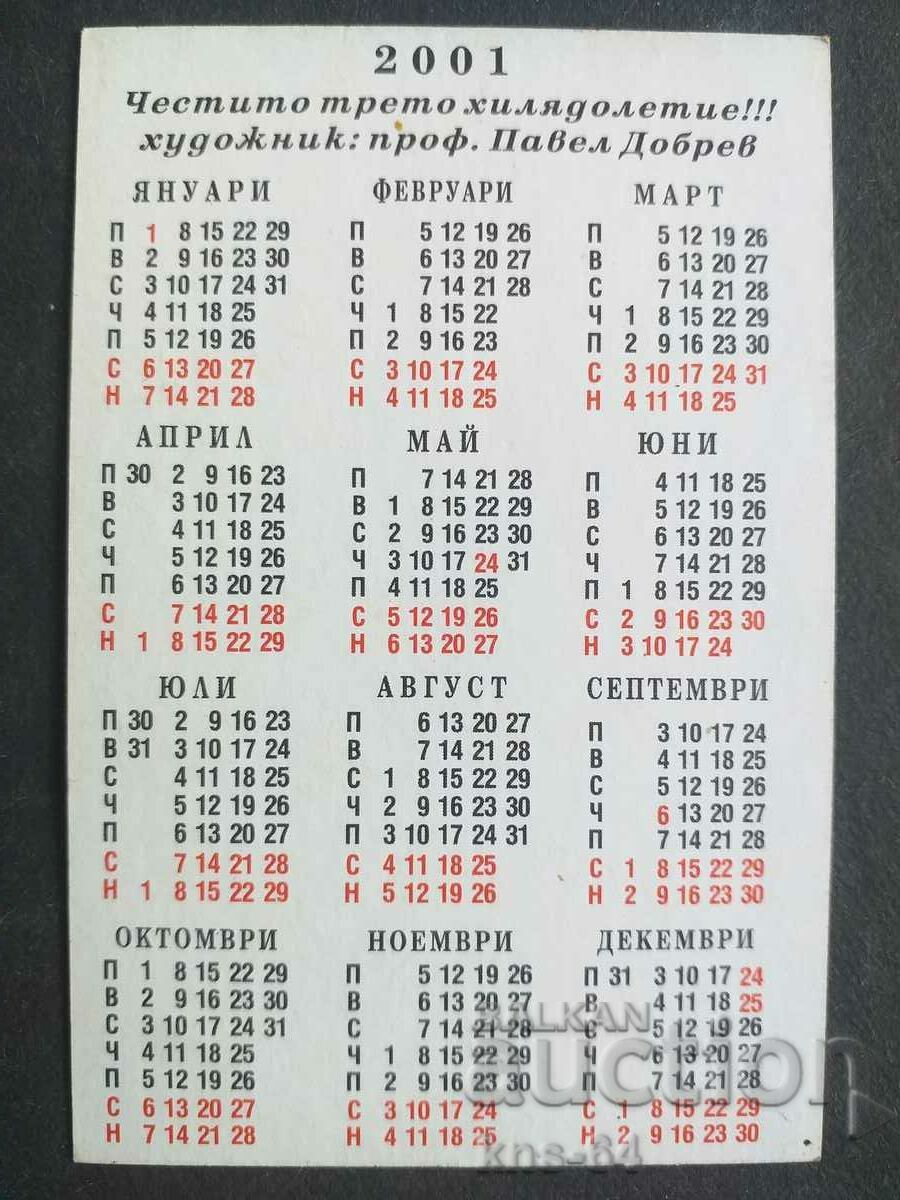 2001
Честито трето хилядолетие!!!
художник: проф. Павел Добрев
ЯНУАРИ
П 1 8 15 22 29
В 2 9 16 23 30
С 3 10 17 24 31
Ч 4 11 18 25
П 5 12 19 26
С 6 13 20 27
Н 7 14 21 28
ФЕВРУАРИ
П 5 12 19 26
В 6 13 20 27
С 7 14 21 28
Ч 1 8 15 22
П 2 9 16 23
С 3 10 17 24
Н 4 11 18 25
МАРТ
П 5 12 19 26
В 6 13 20 27
С 7 14 21 28
Ч 1 8 15 22 29
П 2 9 16 23 30
С 3 10 17 24 31
Н 4 11 18 25
АПРИЛ
П 30 2 9 16 23
В 3 10 17 24
С 4 11 18 25
Ч 5 12 19 26
П 6 13 20 27
С 7 14 21 28
Н 1 8 15 22 29
МАЙ
П 7 14 21 28
В 1 8 15 22 29
С 2 9 16 23 30
Ч 3 10 17 24 31
П 4 11 18 25
С 5 12 19 26
Н 6 13 20 27
ЮНИ
П 4 11 18 25
В 5 12 19 26
С 6 13 20 27
Ч 7 14 21 28
П 1 8 15 22 29
С 2 9 16 23 30
Н 3 10 17 24
ЮЛИ
П 30 2 9 16 23
В 31 3 10 17 24
С 4 11 18 25
Ч 5 12 19 26
П 6 13 20 27
С 7 14 21 28
Н 1 8 15 22 29
АВГУСТ
П 6 13 20 27
В 7 14 21 28
С 1 8 15 22 29
Ч 2 9 16 23 30
П 3 10 17 24 31
С 4 11 18 25
Н 5 12 19 26
СЕПТЕМВРИ
П 3 10 17 24
В 4 11 18 25
С 5 12 19 26
Ч 6 13 20 27
П 7 14 21 28
С 1 8 15 22 29
Н 2 9 16 23 30
ОКТОМВРИ
П 1 8 15 22 29
В 2 9 16 23 30
С 3 10 17 24 31
Ч 4 11 18 25
П 5 12 19 26
С 6 13 20 27
Н 7 14 21 28
НОЕМВРИ
П 5 12 19 26
В 6 13 20 27
С 7 14 21 28
Ч 1 8 15 22 29
П 2 9 16 23 30
С 3 10 17 24
Н 4 11 18 25
ДЕКЕМВРИ
П 31 3 10 17 24
В 4 11 18 25
С 5 12 19 26
Ч 6 13 20 27
П 7 14 21 28
С 1 8 15 22 29
Н 2 9 16 23 30
BALKAN
auction
kns-64